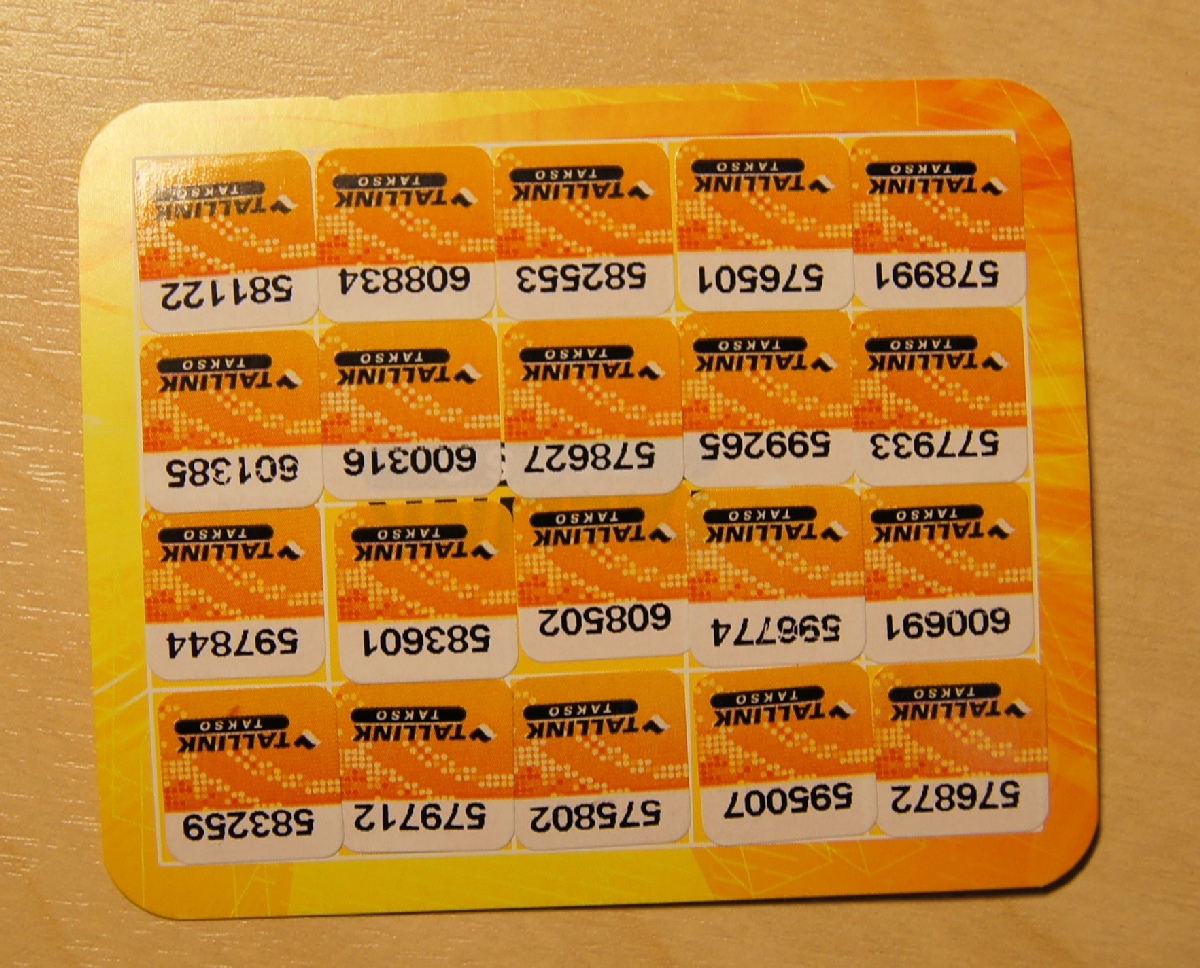 576872 595007 575802 579712 583259
TALLINK TALLINK TALLINK TALLINK TALLINK
TAKSO TAKSO TAKSO TAKSO TAKSO
600691 596774 608502 583601 597844
TALLINK TALLINK TALLINK TALLINK TALLINK
TAKSO TAKSO TAKSO TAKSO TAKSO
577933 599265 578627 600316 601385
TALLINK TALLINK TALLINK TALLINK TALLINK
TAKSO TAKSO TAKSO TAKSO TAKSO
578991 576501 582553 608834 581122
TALLINK TALLINK TALLINK TALLINK TALLINK
TAKSO TAKSO TAKSO TAKSO TAKSO